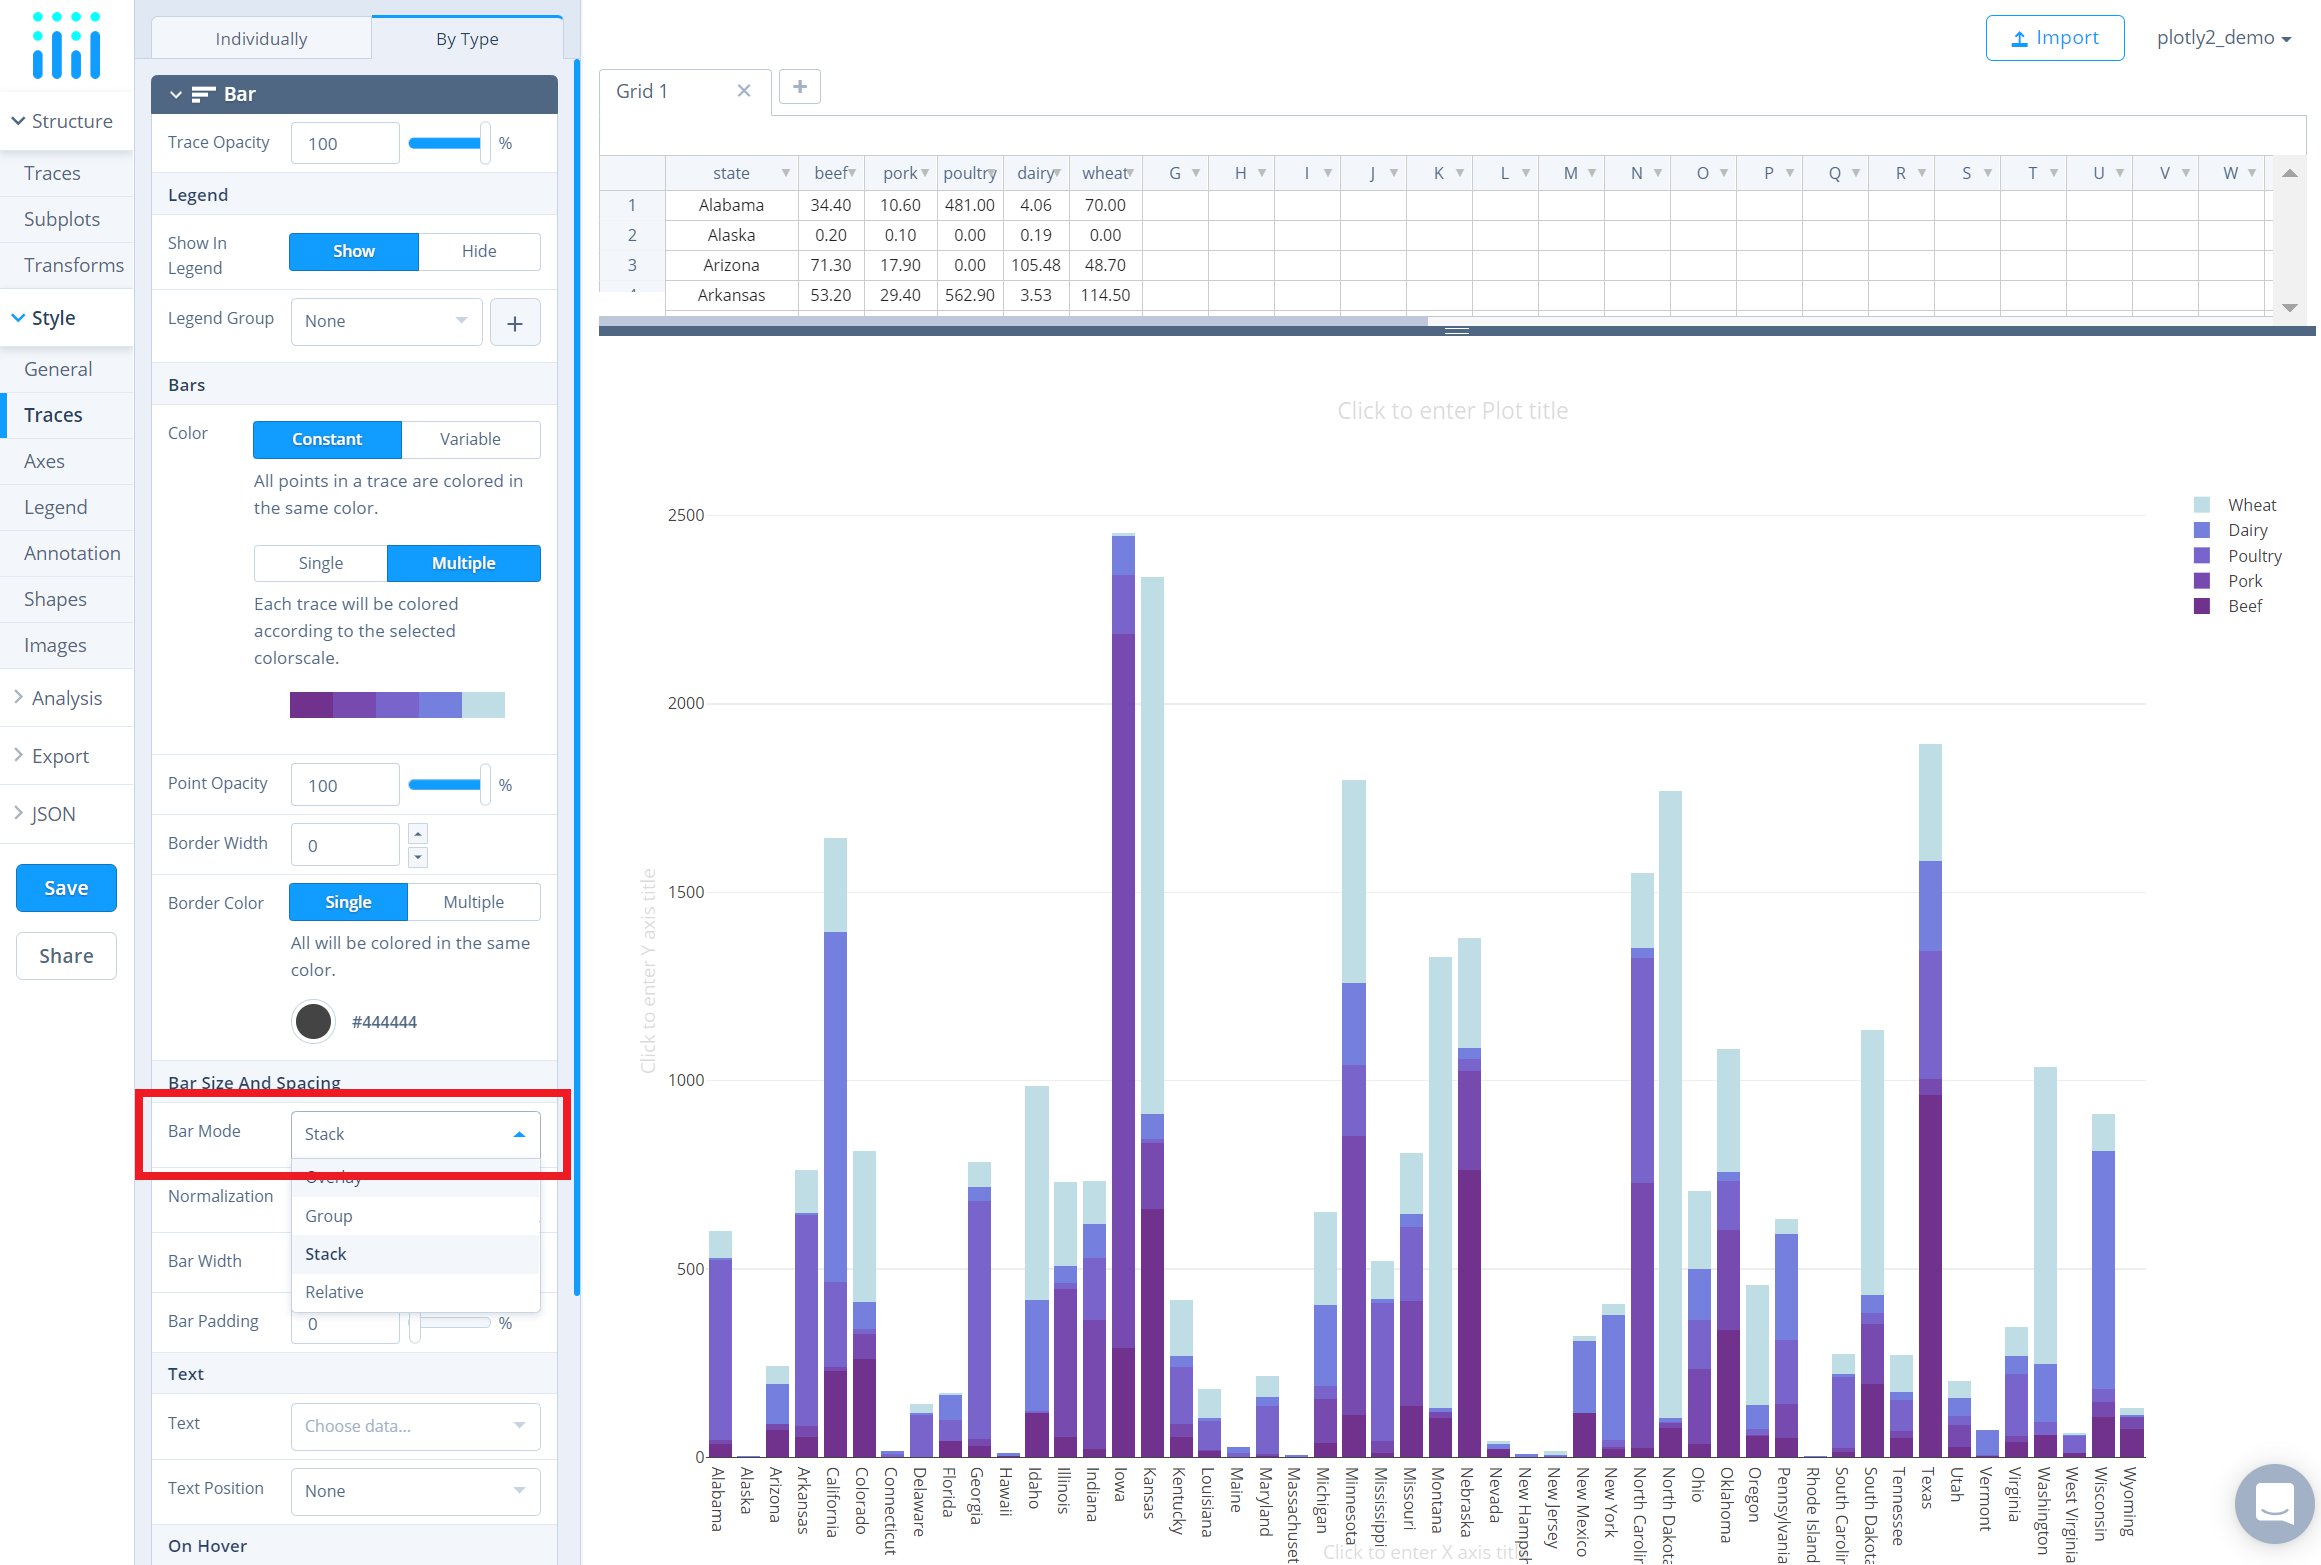 Structure
Traces
Subplots
Transforms
Style
General
Traces
Axes
Legend
Annotation
Shapes
Images
Analysis
Export
JSON
Save
Share
Individually By Type
Bar
Trace Opacity 100 %
Legend
Show In Legend Show Hide
Legend Group None +
Bars
Color Constant Variable
All points in a trace are colored in
the same color.
Single Multiple
Each trace will be colored
according to the selected
colorscale.
Point Opacity 100 %
Border Width 0
Border Color Single Multiple
All will be colored in the same
color.
#444444
Bar Size And Spacing
Bar Mode Stack
Overlay
Normalization
Group
Stack
Bar Width
Relative
Bar Padding 0 %
Text
Text Choose data...
Text Position None
On Hover
Import plotly2_demo
Grid 1 +
state beef pork poultry dairy wheat G H I J K L M N O P Q R S T U V W
1 Alabama 34.40 10.60 481.00 4.06 70.00
2 Alaska 0.20 0.10 0.00 0.19 0.00
3 Arizona 71.30 17.90 0.00 105.48 48.70
Arkansas 53.20 29.40 562.90 3.53 114.50
Click to enter Plot title
Wheat
Dairy
Poultry
Pork
Beef
2500
2000
1500
1000
500
0
Click to enter Y axis title
Alabama
Alaska
Arizona
Arkansas
California
Colorado
Connecticut
Delaware
Florida
Georgia
Hawaii
Idaho
Illinois
Indiana
Iowa
Kansas
Kentucky
Louisiana
Maine
Maryland
Massachuset
Michigan
Minnesota
Mississippi
Missouri
Montana
Nebraska
Nevada
New Hampsh
New Jersey
New Mexico
New York
North Carolin
North Dakota
Ohio
Oklahoma
Oregon
Pennsylvania
Rhode Island
South Carolin
South Dakota
Tennessee
Texas
Utah
Vermont
Virginia
Washington
West Virginia
Wisconsin
Wyoming
Click to enter X axis title